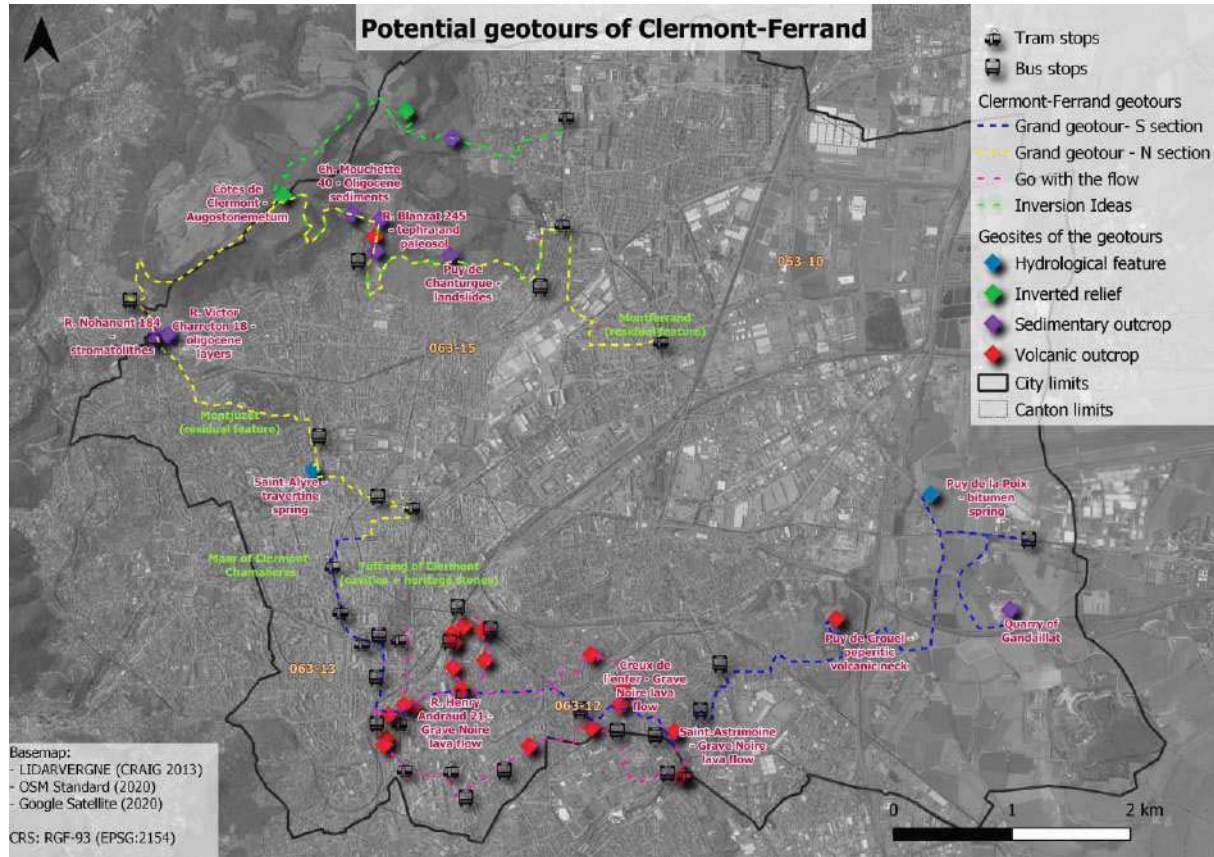 Potential geotours of Clermont-Ferrand
Tram stops
Bus stops
Clermont-Ferrand geotours
Grand geotour- S section
Grand geotour - N section
Go with the flow
Inversion Ideas
Geosites of the geotours
Hydrological feature
Inverted relief
Sedimentary outcrop
Volcanic outcrop
City limits
Canton limits
Ch. Mouchette
40 - Oligocene
sediments
Côtes de
Clermont -
Augostonemetum
R. Blanzat 245
- tephra and
paleosol
Puy de
Chanturgue -
landslides
063-10
R. Nohanent 184
- stromatolithes
R. Victor
Charreton 18 -
oligocene
layers
Montferrand
(residual feature)
063-15
Montjuzet
(residual feature)
Saint-Alyre -
travertine
spring
Puy de la Poix
- bitumen
spring
Maar of Clermont
Chamalières
Tuff ring of Clermont
(cavities + heritage stones)
Quarry of
Gandaillat
Puy de Crouel -
peperitic
volcanic neck
063-13
Creux de
l'enfer - Grave
Noire lava
flow
063-12
R. Henry
Andraud 21 -
Grave Noire
lava flow
Saint-Astrimoine
- Grave Noire
lava flow
Basemap:
- LIDARVERGNE (CRAIG 2013)
- OSM Standard (2020)
- Google Satellite (2020)
CRS: RGF-93 (EPSG:2154)
0 1 2 km